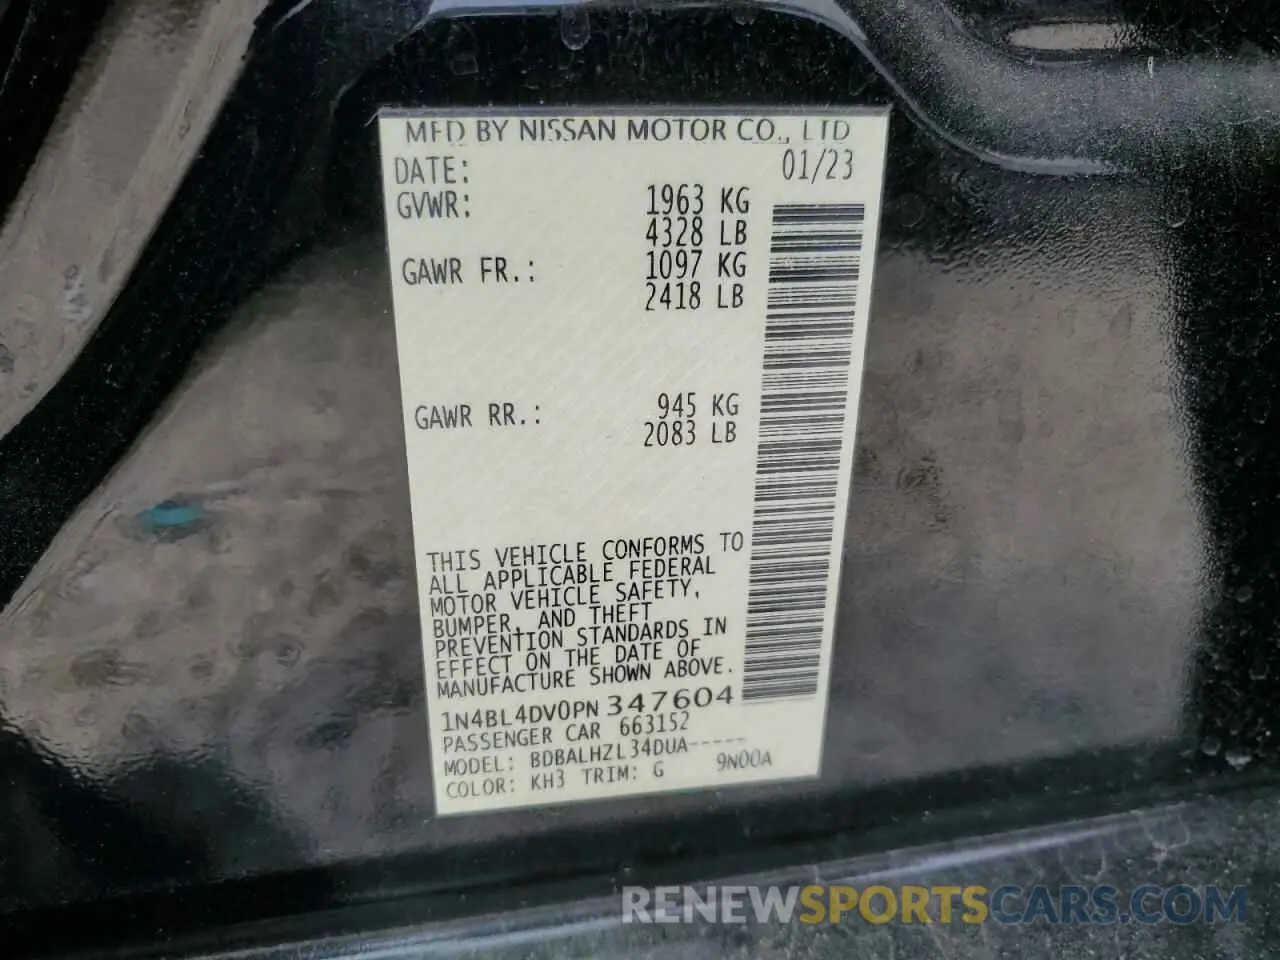 MFD BY NISSAN MOTOR CO., LTD
DATE: 01/23
GVWR: 1963 KG
4328 LB
GAWR FR.: 1097 KG
2418 LB
GAWR RR.: 945 KG
2083 LB
THIS VEHICLE CONFORMS TO
ALL APPLICABLE FEDERAL
MOTOR VEHICLE SAFETY,
BUMPER, AND THEFT
PREVENTION STANDARDS IN
EFFECT ON THE DATE OF
MANUFACTURE SHOWN ABOVE.
1N4BL4DV0PN347604
PASSENGER CAR 663152
MODEL: BDBALHZL34DUA-----
COLOR: KH3 TRIM: G 9N00A
RENEWSPORTSCARS.COM